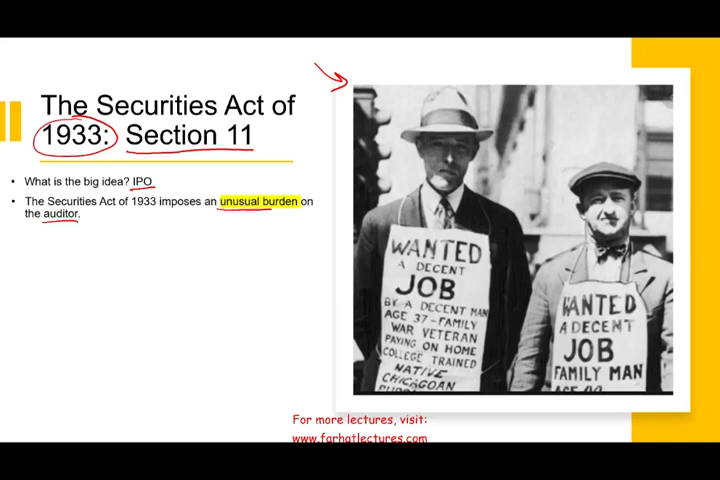 The Securities Act of
1933: Section 11
• What is the big idea? IPO
• The Securities Act of 1933 imposes an unusual burden on
the auditor.
WANTED
A DECENT
JOB
BY A DECENT MAN
AGE 37-FAMILY
WAR VETERAN
PAYING ON HOME
COLLEGE TRAINED
NATIVE
CHICAGOAN
WANTED
A DECENT
JOB
FAMILY MAN
For more lectures, visit:
www.farhatlectures.com